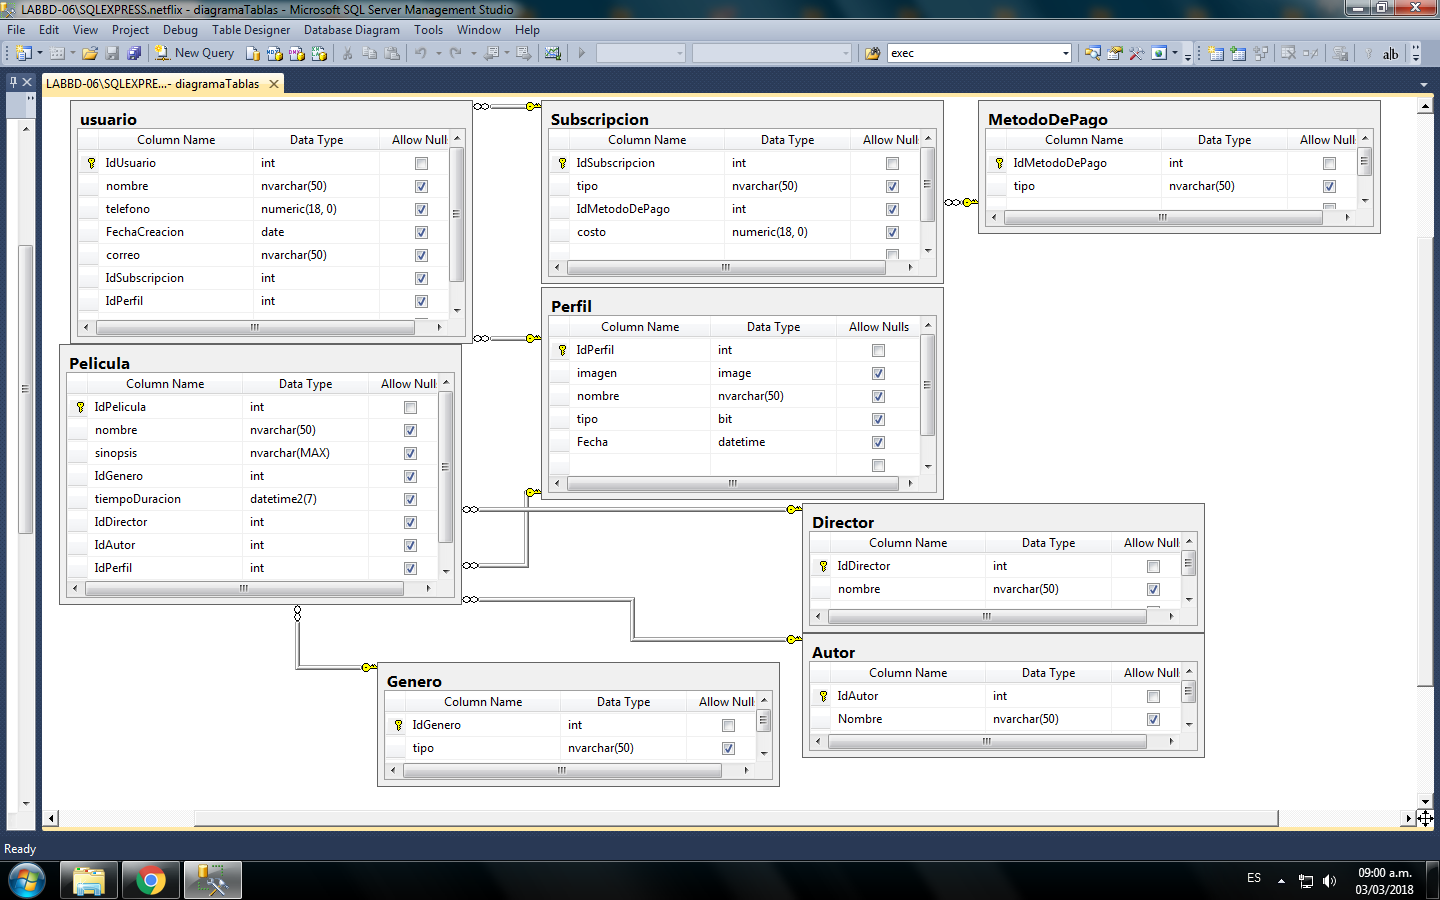 LABBD-06\SQLEXPRESS.netflix - diagramaTablas - Microsoft SQL Server Management Studio
File Edit View Project Debug Table Designer Database Diagram Tools Window Help
New Query exec ab|
LABBD-06\SQLEXPRE...- diagramaTablas
usuario
Column Name Data Type Allow Null
IdUsuario int
nombre nvarchar(50)
telefono numeric(18, 0)
FechaCreacion date
correo nvarchar(50)
IdSubscripcion int
IdPerfil int
Subscripcion
Column Name Data Type Allow Null
IdSubscripcion int
tipo nvarchar(50)
IdMetodoDePago int
costo numeric(18, 0)
MetodoDePago
Column Name Data Type Allow Null
IdMetodoDePago int
tipo nvarchar(50)
Perfil
Column Name Data Type Allow Nulls
IdPerfil int
imagen image
nombre nvarchar(50)
tipo bit
Fecha datetime
Pelicula
Column Name Data Type Allow Null
IdPelicula int
nombre nvarchar(50)
sinopsis nvarchar(MAX)
IdGenero int
tiempoDuracion datetime2(7)
IdDirector int
IdAutor int
IdPerfil int
Director
Column Name Data Type Allow Null
IdDirector int
nombre nvarchar(50)
Autor
Column Name Data Type Allow Null
IdAutor int
Nombre nvarchar(50)
Genero
Column Name Data Type Allow Null
IdGenero int
tipo nvarchar(50)
Ready
ES
09:00 a.m.
03/03/2018